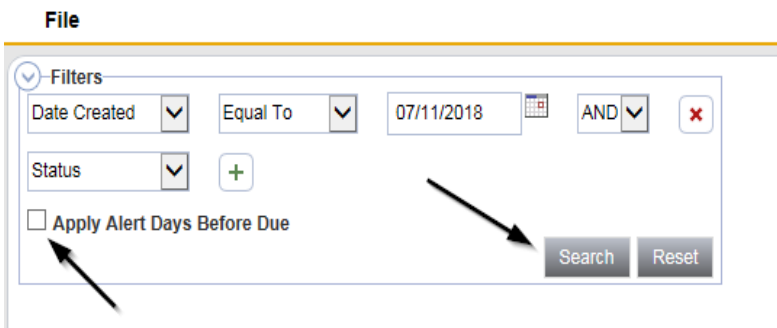 File
Filters
Date Created Equal To 07/11/2018 AND
Status
Apply Alert Days Before Due
Search Reset